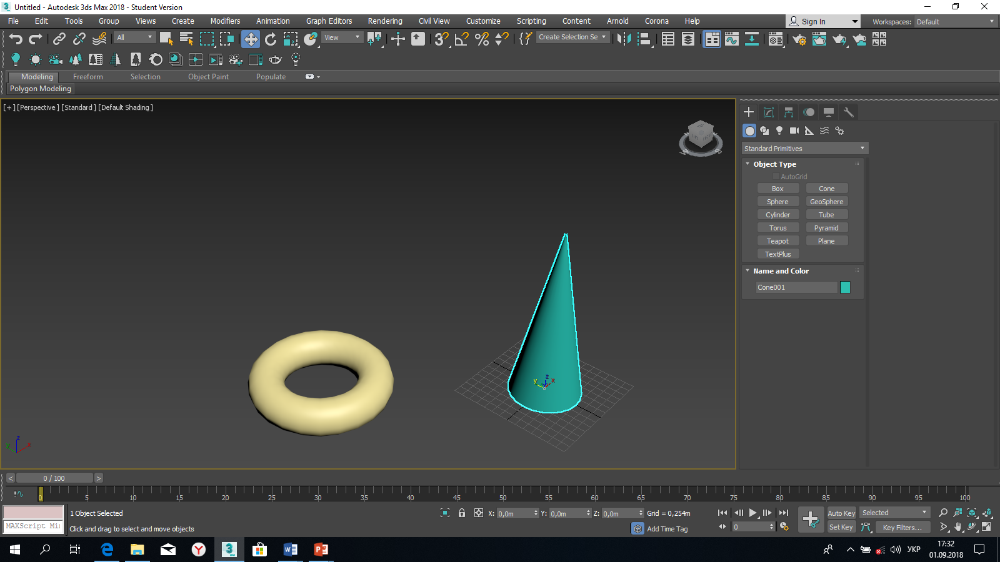 Untitled - Autodesk 3ds Max 2018 - Student Version
File Edit Tools Group Views Create Modifiers Animation Graph Editors Rendering Civil View Customize Scripting Content Arnold Corona Help
Sign In
Workspaces: Default
All
View
Create Selection Se
Modeling Freeform Selection Object Paint Populate
Polygon Modeling
[+] [Perspective] [Standard] [Default Shading]
Standard Primitives
Object Type
AutoGrid
Box Cone
Sphere GeoSphere
Cylinder Tube
Torus Pyramid
Teapot Plane
TextPlus
Name and Color
Cone001
z
y x
z
y x
< 0 / 100 >
0 5 10 15 20 25 30 35 40 45 50 55 60 65 70 75 80 85 90 95 100
1 Object Selected
X: 0,0m Y: 0,0m Z: 0,0m Grid = 0,254m
Auto Key Selected
MAXScript Mi
Click and drag to select and move objects
Add Time Tag
0
Set Key Key Filters...
УКР
17:32
01.09.2018